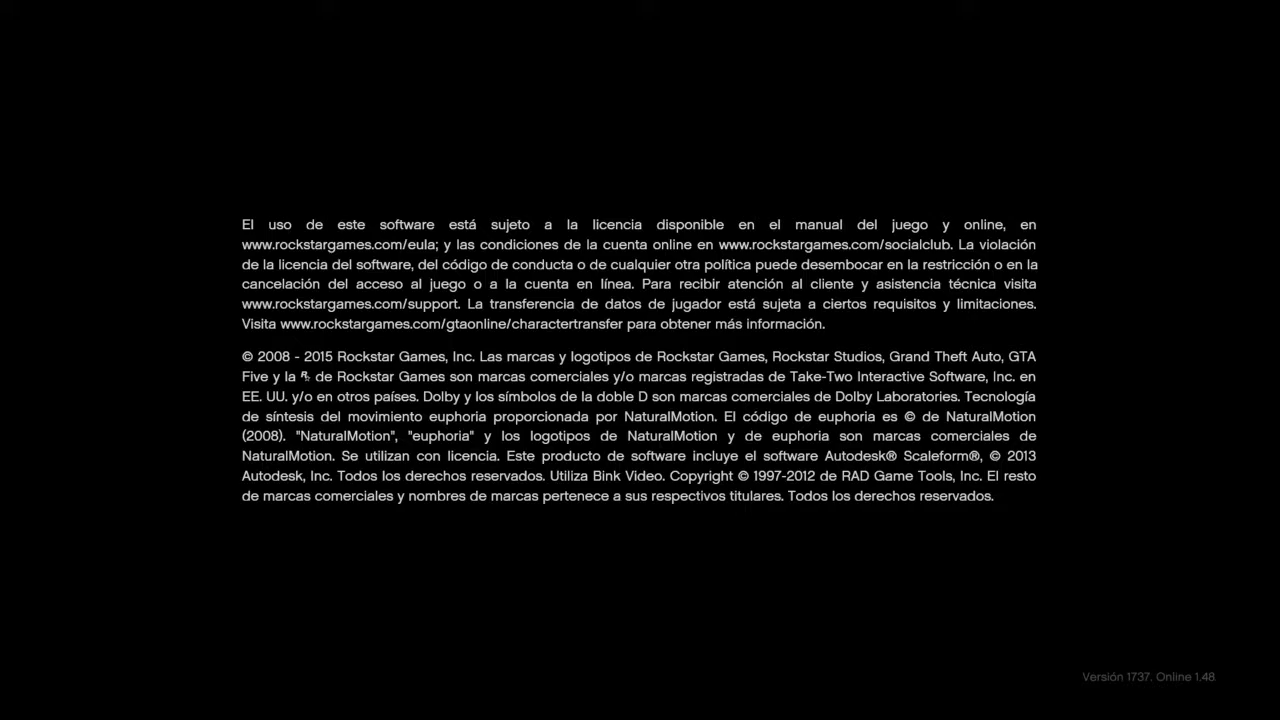 El uso de este software está sujeto a la licencia disponible en el manual del juego y online, en
www.rockstargames.com/eula; y las condiciones de la cuenta online en www.rockstargames.com/socialclub. La violación
de la licencia del software, del código de conducta o de cualquier otra política puede desembocar en la restricción o en la
cancelación del acceso al juego o a la cuenta en línea. Para recibir atención al cliente y asistencia técnica visita
www.rockstargames.com/support. La transferencia de datos de jugador está sujeta a ciertos requisitos y limitaciones.
Visita www.rockstargames.com/gtaonline/charactertransfer para obtener más información.
© 2008 - 2015 Rockstar Games, Inc. Las marcas y logotipos de Rockstar Games, Rockstar Studios, Grand Theft Auto, GTA
Five y la R* de Rockstar Games son marcas comerciales y/o marcas registradas de Take-Two Interactive Software, Inc. en
EE. UU. y/o en otros países. Dolby y los símbolos de la doble D son marcas comerciales de Dolby Laboratories. Tecnología
de síntesis del movimiento euphoria proporcionada por NaturalMotion. El código de euphoria es © de NaturalMotion
(2008). "NaturalMotion", "euphoria" y los logotipos de NaturalMotion y de euphoria son marcas comerciales de
NaturalMotion. Se utilizan con licencia. Este producto de software incluye el software Autodesk® Scaleform®, © 2013
Autodesk, Inc. Todos los derechos reservados. Utiliza Bink Video. Copyright © 1997-2012 de RAD Game Tools, Inc. El resto
de marcas comerciales y nombres de marcas pertenece a sus respectivos titulares. Todos los derechos reservados.
Versión 1737. Online 1.48